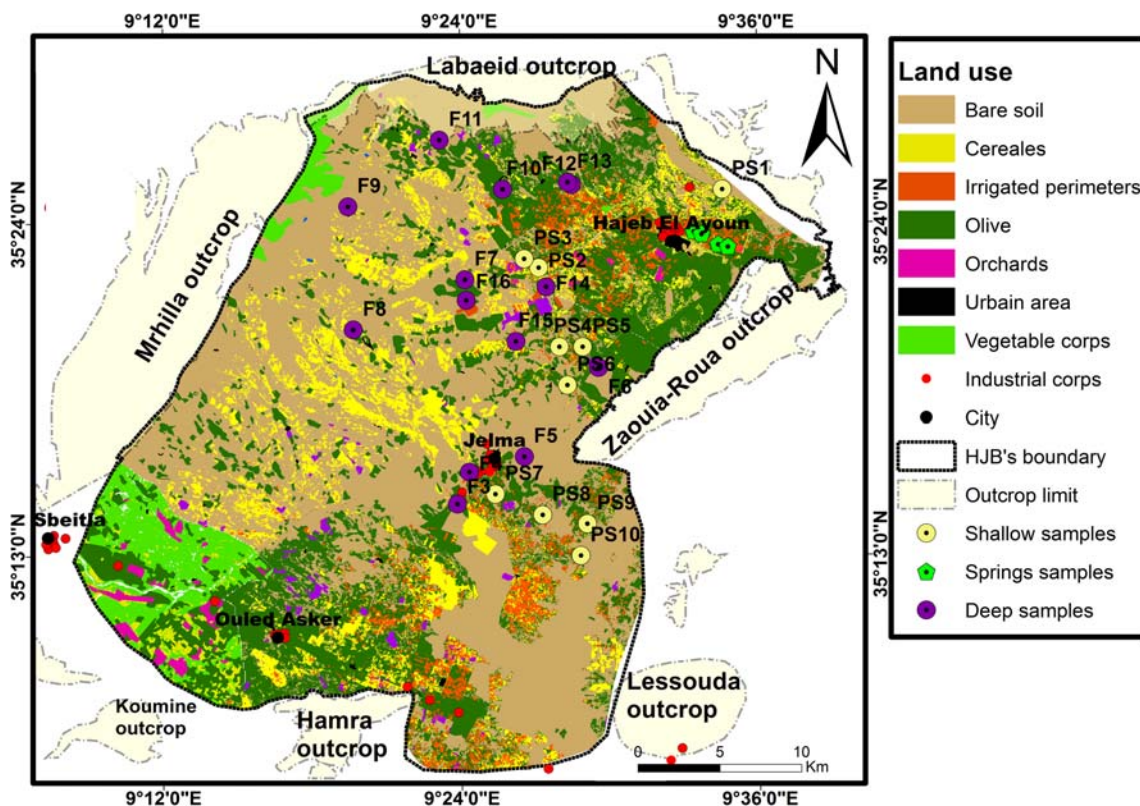 9°12'0"E
9°24'0"E
9°36'0"E
Labaeid outcrop
N
F11
F10
F12
F13
PS1
F9
35°24'0"N
35°24'0"N
Hajeb El Ayoun
PS3
PS2
F7
F16
F14
Mrhilla outcrop
F8
F15
PS4
PS5
PS6
F6
Zaouia-Roua outcrop
Jelma
F5
PS7
F3
PS8
PS9
PS10
Sbeitla
35°13'0"N
35°13'0"N
Ouled Asker
Koumine
outcrop
Hamra
outcrop
Lessouda
outcrop
0
5
10
Km
9°12'0"E
9°24'0"E
9°36'0"E
Land use
Bare soil
Cereales
Irrigated perimeters
Olive
Orchards
Urbain area
Vegetable corps
Industrial corps
City
HJB's boundary
Outcrop limit
Shallow samples
Springs samples
Deep samples